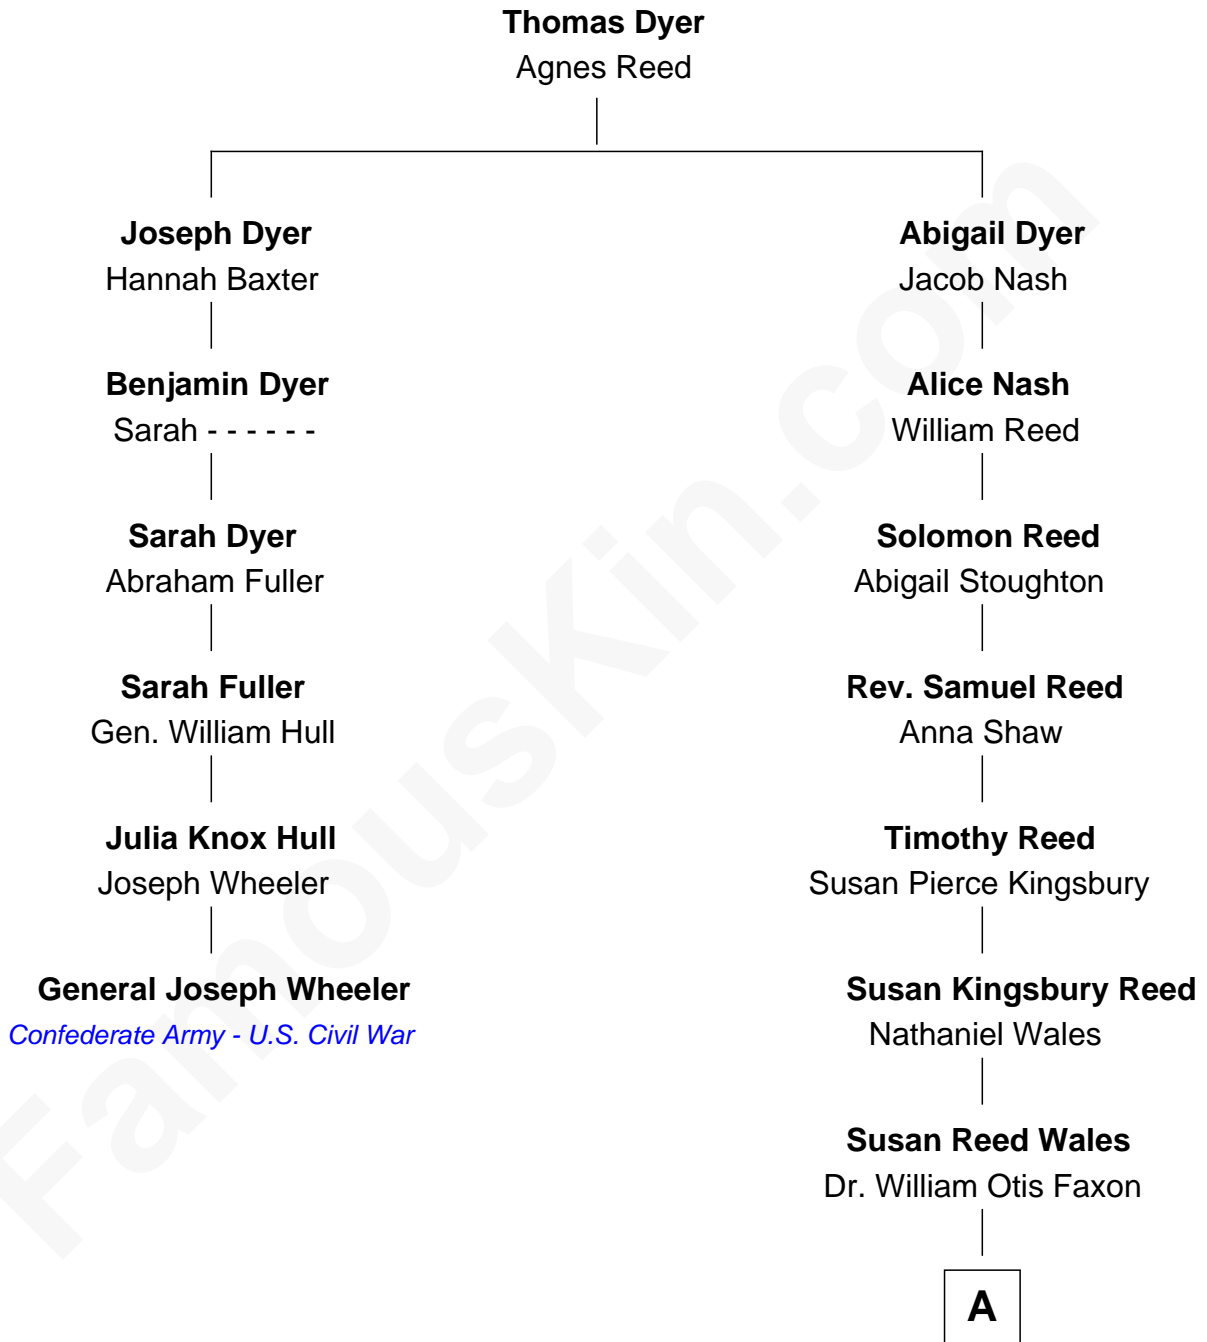 Thomas Dyer
Agnes Reed
Joseph Dyer
Hannah Baxter
Benjamin Dyer
Sarah - - - - - -
Sarah Dyer
Abraham Fuller
Sarah Fuller
Gen. William Hull
Julia Knox Hull
Joseph Wheeler
General Joseph Wheeler
Confederate Army - U.S. Civil War
Abigail Dyer
Jacob Nash
Alice Nash
William Reed
Solomon Reed
Abigail Stoughton
Rev. Samuel Reed
Anna Shaw
Timothy Reed
Susan Pierce Kingsbury
Susan Kingsbury Reed
Nathaniel Wales
Susan Reed Wales
Dr. William Otis Faxon
A
FamousKin.com